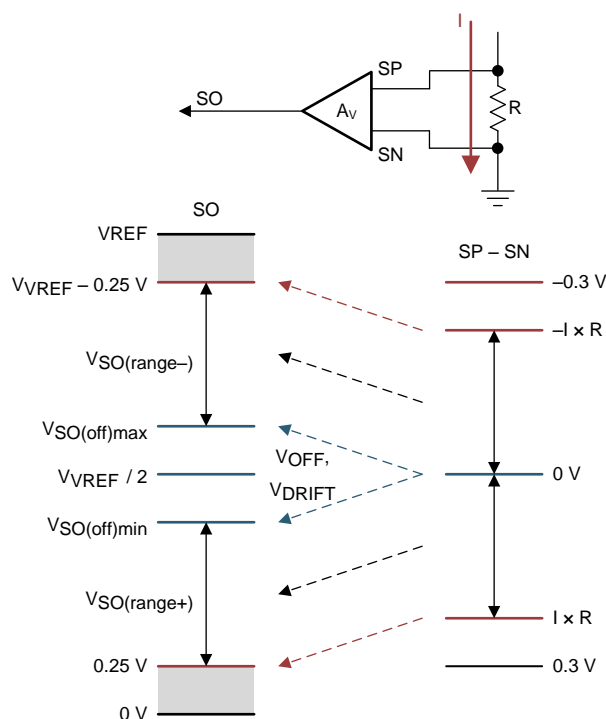 I
SP
SO
A_V
R
SN
SO
VREF
SP – SN
V_VREF – 0.25 V
–0.3 V
–I × R
V_SO(range–)
V_SO(off)max
V_OFF,
V_VREF / 2
0 V
V_DRIFT
V_SO(off)min
V_SO(range+)
I × R
0.25 V
0.3 V
0 V